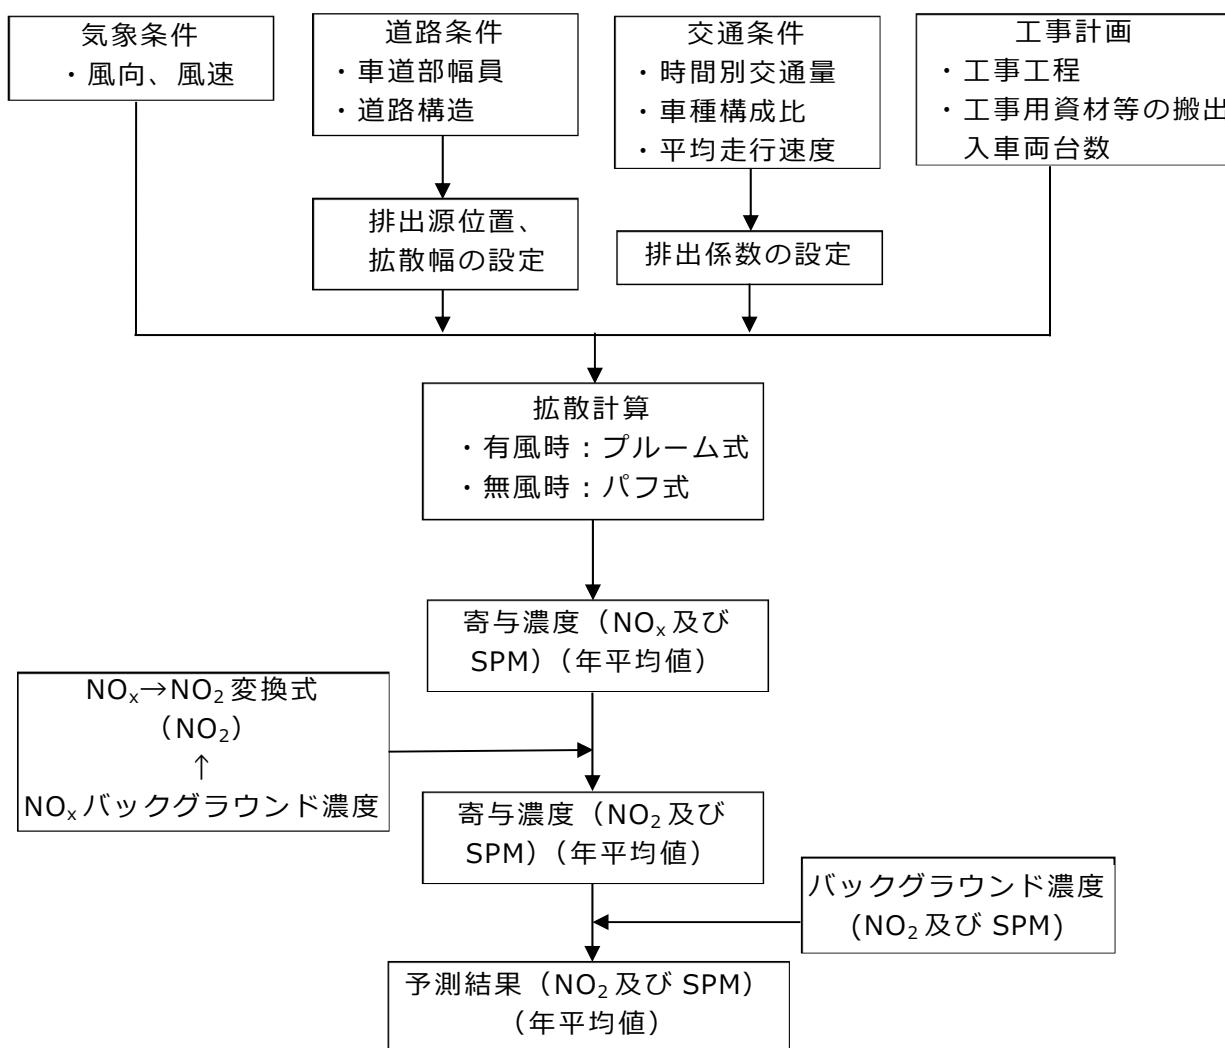 気象条件
・風向、風速
道路条件
・車道部幅員
・道路構造
交通条件
・時間別交通量
・車種構成比
・平均走行速度
工事計画
・工事工程
・工事用資材等の搬出
入車両台数
排出源位置、
拡散幅の設定
排出係数の設定
拡散計算
・有風時：プルーム式
・無風時：パフ式
寄与濃度（NOx及び
SPM）（年平均値）
NOx→NO2変換式
（NO2）
↑
NOxバックグラウンド濃度
寄与濃度（NO2及び
SPM）（年平均値）
バックグラウンド濃度
(NO2及び SPM)
予測結果（NO2及び SPM）
（年平均値）